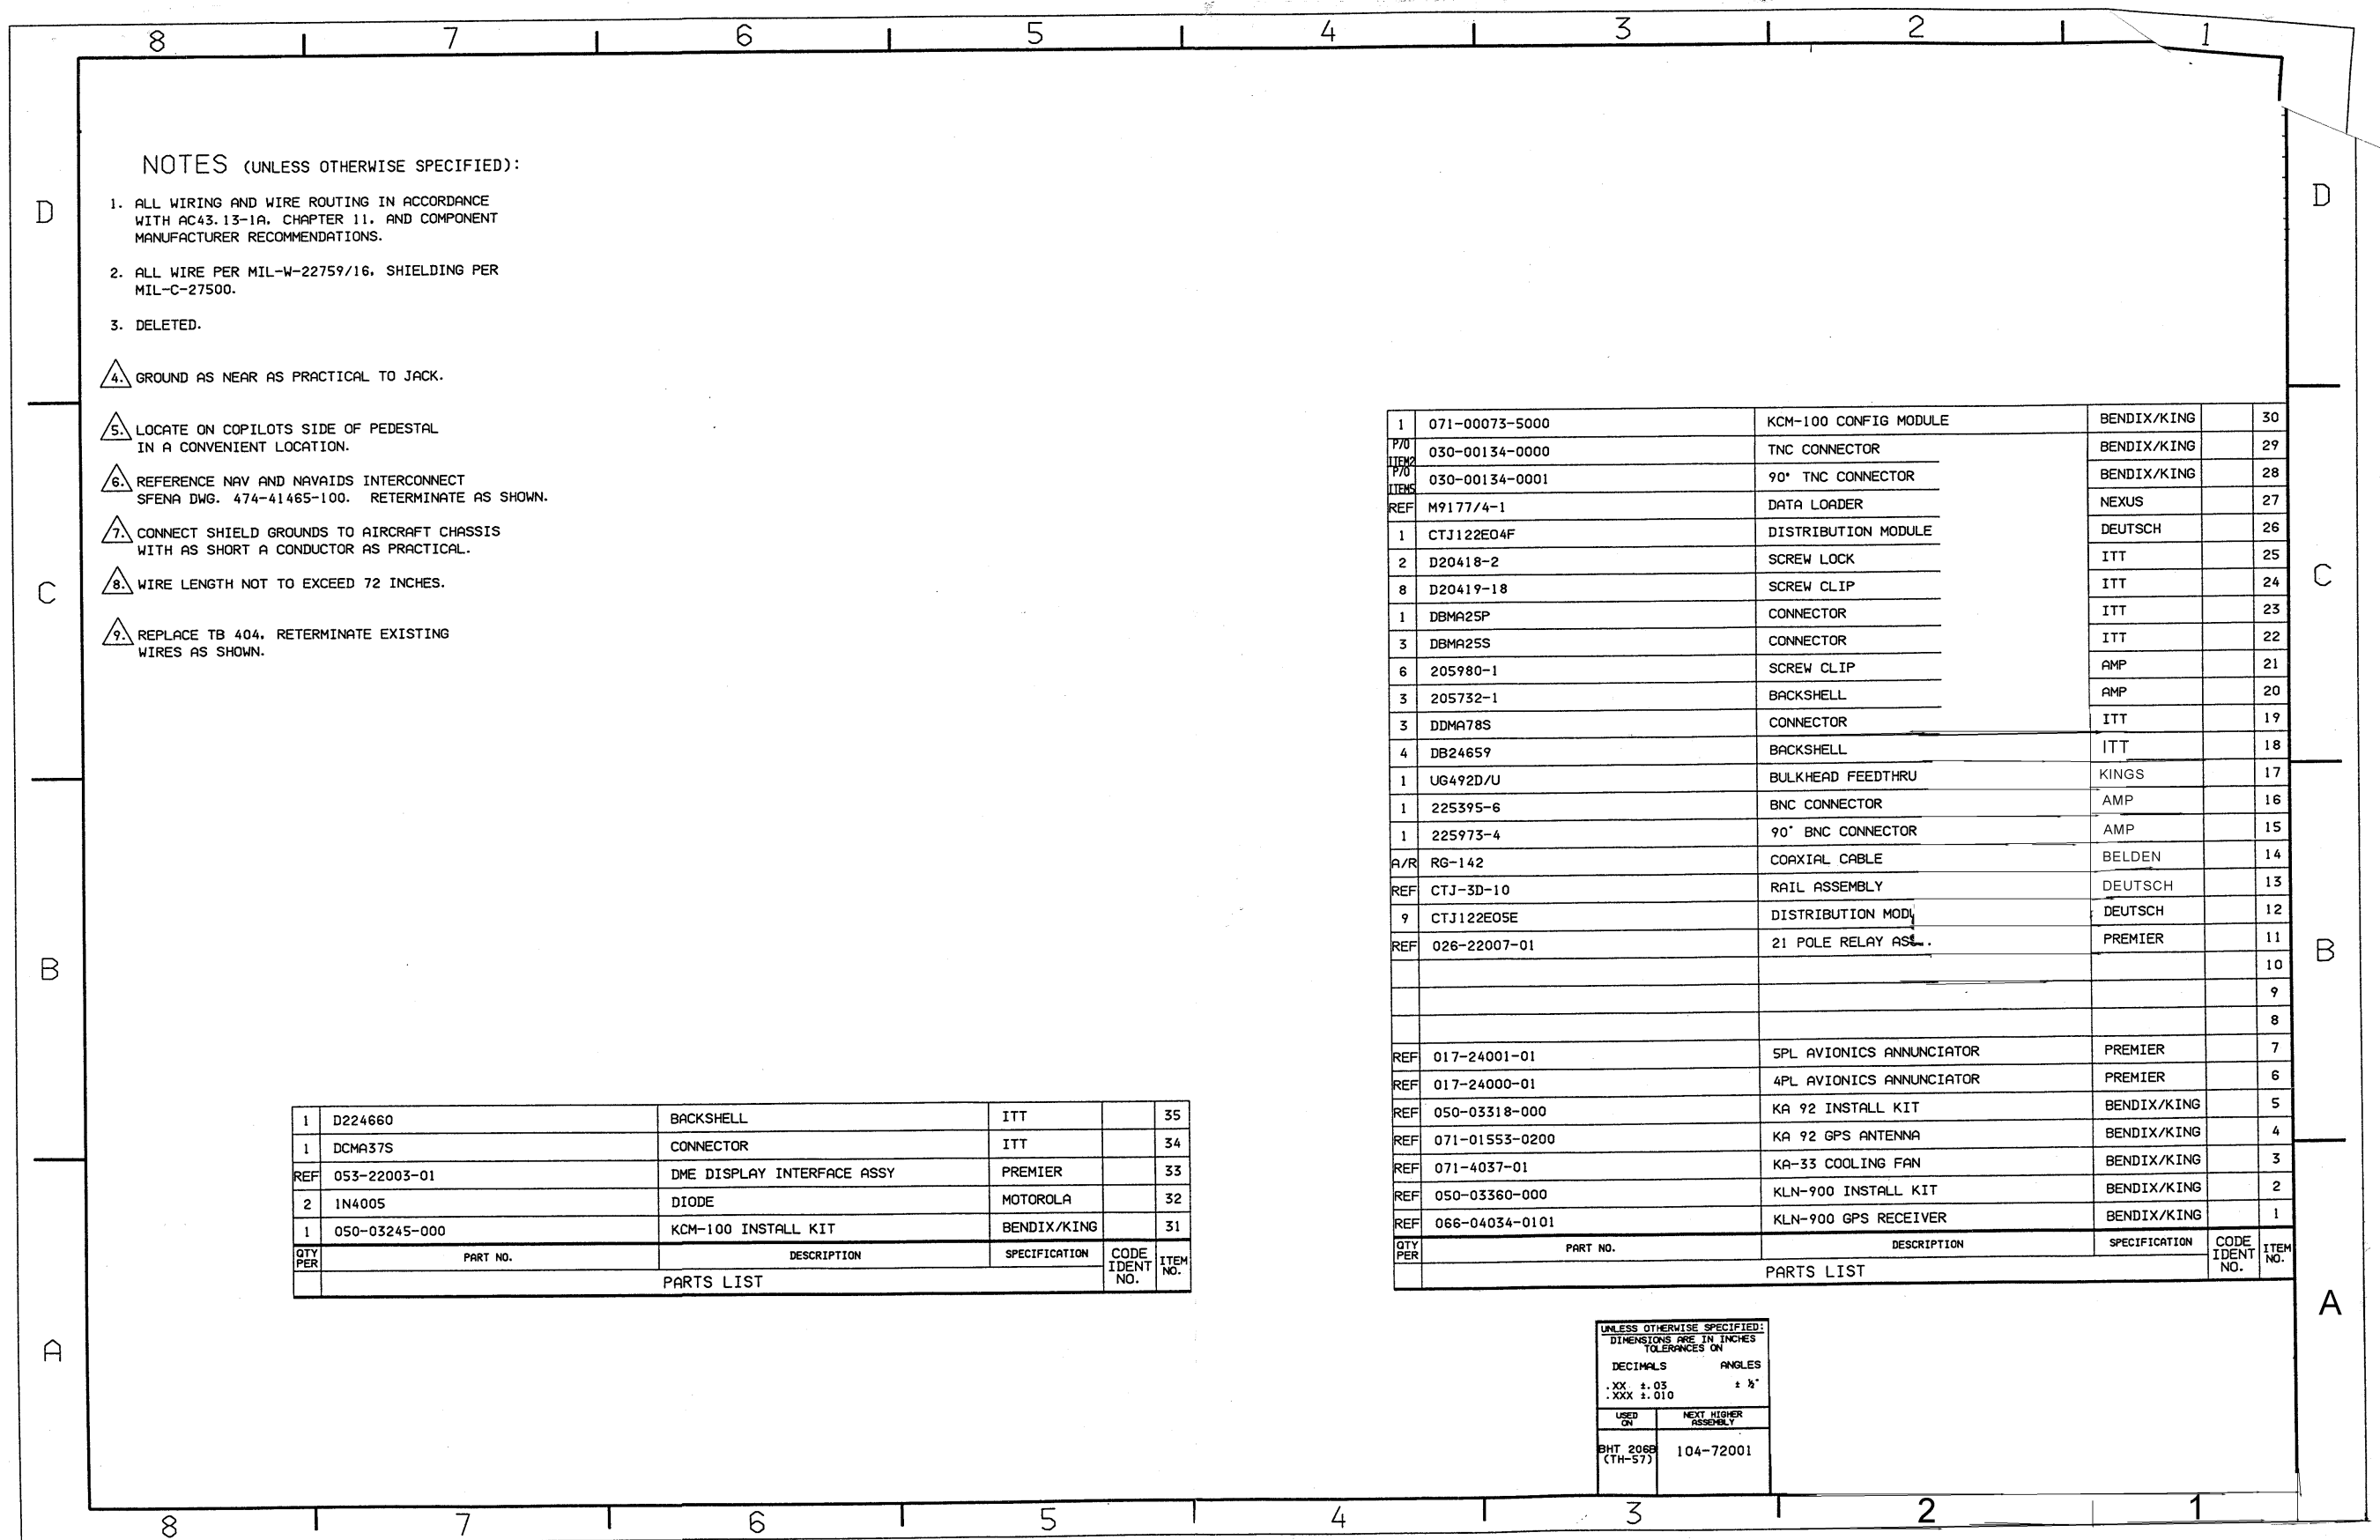 8 7 6 5 4 3 2 1
D
D
NOTES (UNLESS OTHERWISE SPECIFIED):
1. ALL WIRING AND WIRE ROUTING IN ACCORDANCE
WITH AC43.13-1A. CHAPTER 11. AND COMPONENT
MANUFACTURER RECOMMENDATIONS.
2. ALL WIRE PER MIL-W-22759/16. SHIELDING PER
MIL-C-27500.
3. DELETED.
4. GROUND AS NEAR AS PRACTICAL TO JACK.
5. LOCATE ON COPILOTS SIDE OF PEDESTAL
IN A CONVENIENT LOCATION.
6. REFERENCE NAV AND NAVAIDS INTERCONNECT
SFENA DWG. 474-41465-100. RETERMINATE AS SHOWN.
7. CONNECT SHIELD GROUNDS TO AIRCRAFT CHASSIS
WITH AS SHORT A CONDUCTOR AS PRACTICAL.
8. WIRE LENGTH NOT TO EXCEED 72 INCHES.
9. REPLACE TB 404. RETERMINATE EXISTING
WIRES AS SHOWN.
C
C
B
B
1 071-00073-5000 KCM-100 CONFIG MODULE BENDIX/KING 30
P/O ITEM2 030-00134-0000 TNC CONNECTOR BENDIX/KING 29
P/O ITEM5 030-00134-0001 90° TNC CONNECTOR BENDIX/KING 28
REF M9177/4-1 DATA LOADER NEXUS 27
1 CTJ122E04F DISTRIBUTION MODULE DEUTSCH 26
2 D20418-2 SCREW LOCK ITT 25
8 D20419-18 SCREW CLIP ITT 24
1 DBMA25P CONNECTOR ITT 23
3 DBMA25S CONNECTOR ITT 22
6 205980-1 SCREW CLIP AMP 21
3 205732-1 BACKSHELL AMP 20
3 DDMA78S CONNECTOR ITT 19
4 DB24659 BACKSHELL ITT 18
1 UG492D/U BULKHEAD FEEDTHRU KINGS 17
1 225395-6 BNC CONNECTOR AMP 16
1 225973-4 90° BNC CONNECTOR AMP 15
A/R RG-142 COAXIAL CABLE BELDEN 14
REF CTJ-3D-10 RAIL ASSEMBLY DEUTSCH 13
9 CTJ122E05E DISTRIBUTION MODU DEUTSCH 12
REF 026-22007-01 21 POLE RELAY PREMIER 11
10
9
8
REF 017-24001-01 5PL AVIONICS ANNUNCIATOR PREMIER 7
REF 017-24000-01 4PL AVIONICS ANNUNCIATOR PREMIER 6
REF 050-03318-000 KA 92 INSTALL KIT BENDIX/KING 5
REF 071-01553-0200 KA 92 GPS ANTENNA BENDIX/KING 4
REF 071-4037-01 KA-33 COOLING FAN BENDIX/KING 3
REF 050-03360-000 KLN-900 INSTALL KIT BENDIX/KING 2
REF 066-04034-0101 KLN-900 GPS RECEIVER BENDIX/KING 1
QTY PER PART NO. DESCRIPTION SPECIFICATION CODE IDENT NO. ITEM NO.
PARTS LIST
1 D224660 BACKSHELL ITT 35
1 DCMA37S CONNECTOR ITT 34
REF 053-22003-01 DME DISPLAY INTERFACE ASSY PREMIER 33
2 1N4005 DIODE MOTOROLA 32
1 050-03245-000 KCM-100 INSTALL KIT BENDIX/KING 31
QTY PER PART NO. DESCRIPTION SPECIFICATION CODE IDENT NO. ITEM NO.
PARTS LIST
A
A
UNLESS OTHERWISE SPECIFIED:
DIMENSIONS ARE IN INCHES
TOLERANCES ON
DECIMALS ANGLES
.XX ±.03 ± ½°
.XXX ±.010
USED ON NEXT HIGHER ASSEMBLY
BHT 206B (TH-57) 104-72001
8 7 6 5 4 3 2 1